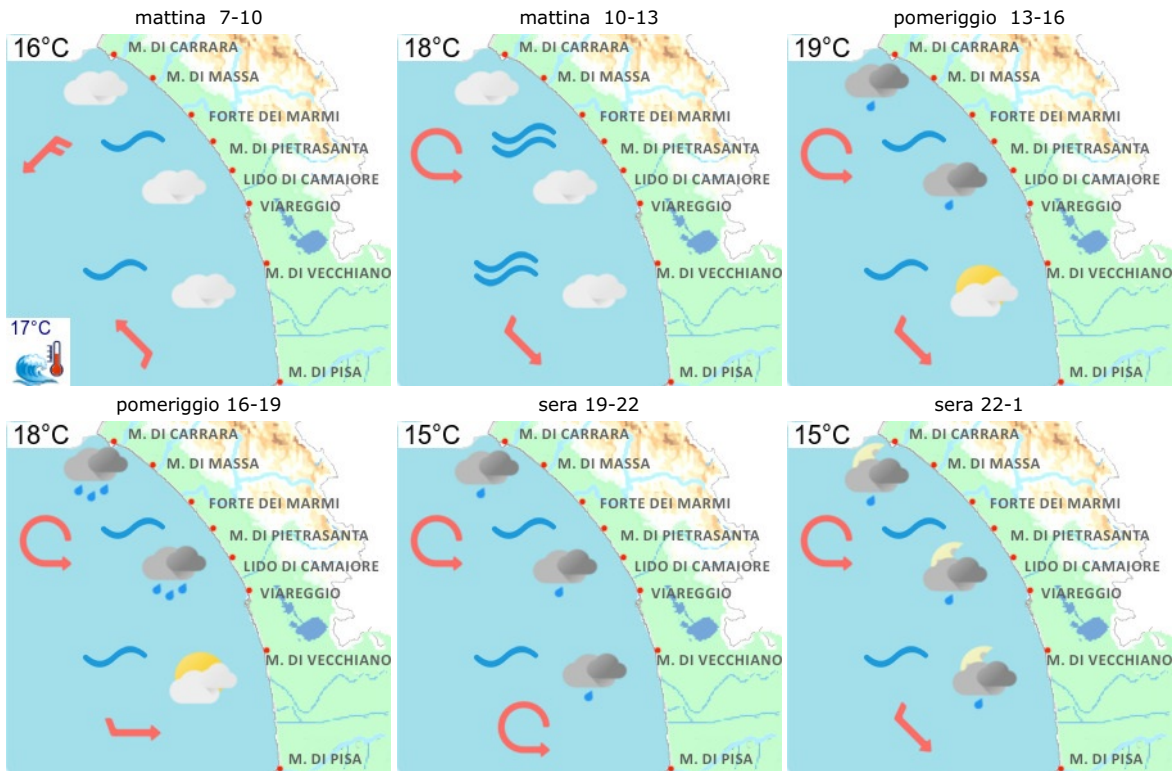 mattina 7-10
16°C
M. DI CARRARA
M. DI MASSA
FORTE DEI MARMI
M. DI PIETRASANTA
LIDO DI CAMAIORE
VIAREGGIO
M. DI VECCHIANO
17°C
M. DI PISA
mattina 10-13
18°C
M. DI CARRARA
M. DI MASSA
FORTE DEI MARMI
M. DI PIETRASANTA
LIDO DI CAMAIORE
VIAREGGIO
M. DI VECCHIANO
M. DI PISA
pomeriggio 13-16
19°C
M. DI CARRARA
M. DI MASSA
FORTE DEI MARMI
M. DI PIETRASANTA
LIDO DI CAMAIORE
VIAREGGIO
M. DI VECCHIANO
M. DI PISA
pomeriggio 16-19
18°C
M. DI CARRARA
M. DI MASSA
FORTE DEI MARMI
M. DI PIETRASANTA
LIDO DI CAMAIORE
VIAREGGIO
M. DI VECCHIANO
M. DI PISA
sera 19-22
15°C
M. DI CARRARA
M. DI MASSA
FORTE DEI MARMI
M. DI PIETRASANTA
LIDO DI CAMAIORE
VIAREGGIO
M. DI VECCHIANO
M. DI PISA
sera 22-1
15°C
M. DI CARRARA
M. DI MASSA
FORTE DEI MARMI
M. DI PIETRASANTA
LIDO DI CAMAIORE
VIAREGGIO
M. DI VECCHIANO
M. DI PISA